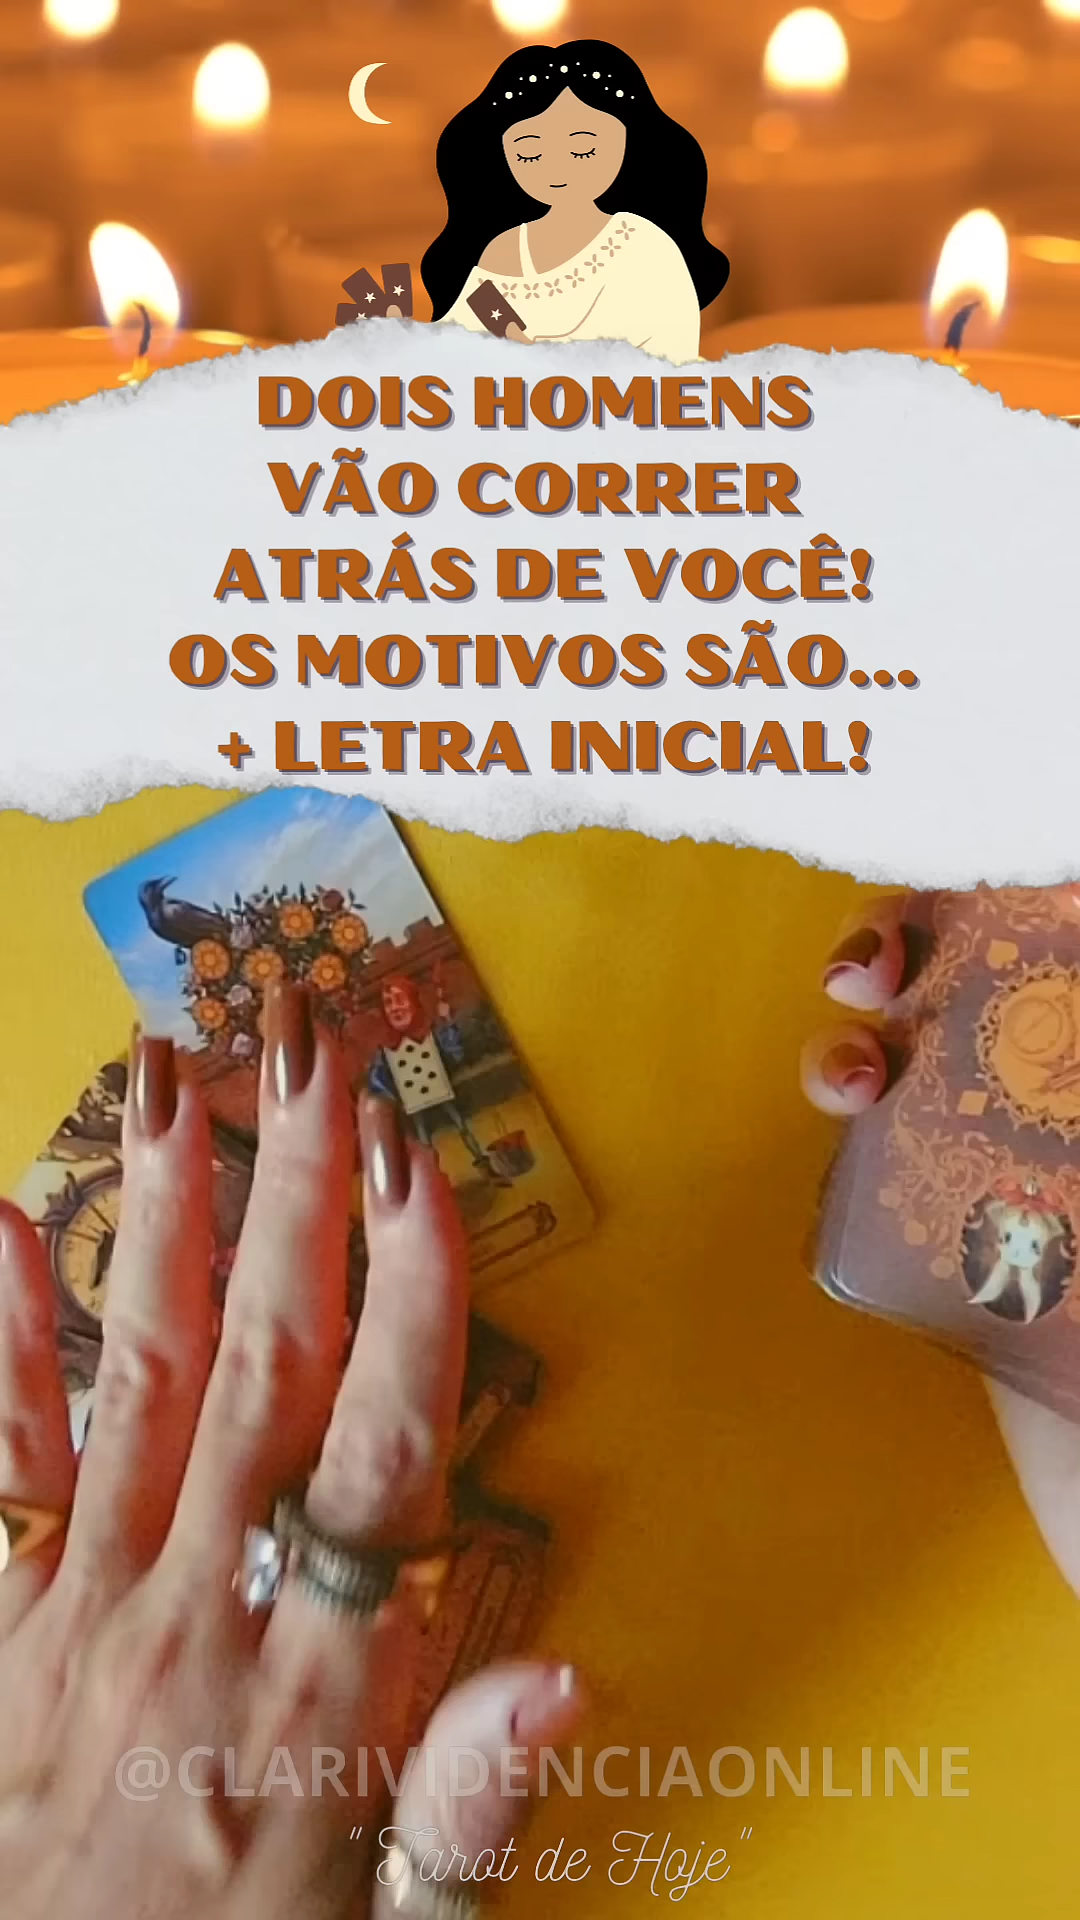 DOIS HOMENS
VÃO CORRER
ATRÁS DE VOCÊ!
OS MOTIVOS SÃO...
+ LETRA INICIAL!
@CLARIVIDENCIAONLINE
"Tarot de Hoje"